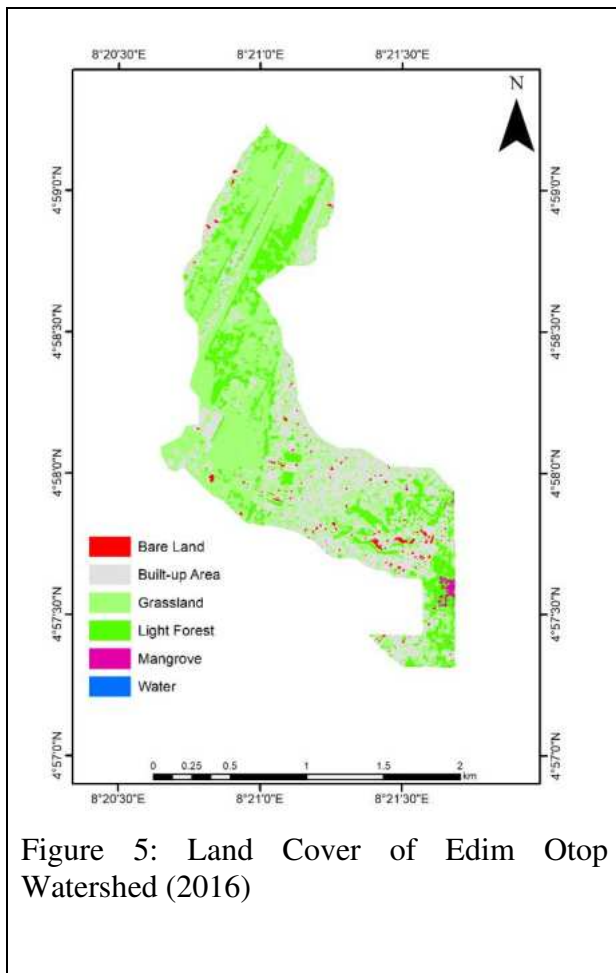 8°20'30"E 8°21'0"E 8°21'30"E
N
4°59'0"N 4°59'0"N
4°58'30"N 4°58'30"N
4°58'0"N 4°58'0"N
Bare Land
Built-up Area
Grassland
Light Forest
Mangrove
Water
4°57'30"N 4°57'30"N
4°57'0"N 4°57'0"N
0 0.25 0.5 1 1.5 2
km
8°20'30"E 8°21'0"E 8°21'30"E
Figure 5: Land Cover of Edim Otop
Watershed (2016)